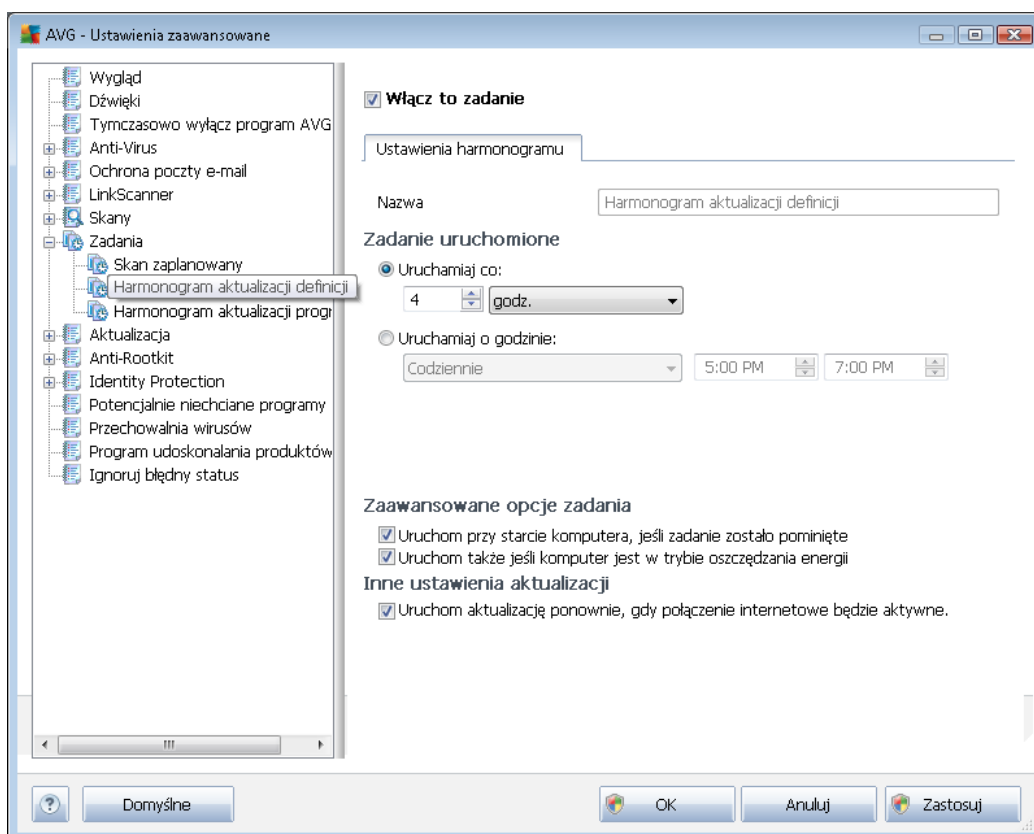 AVG - Ustawienia zaawansowane
Wygląd
Dźwięki
Tymczasowo wyłącz program AVG
Anti-Virus
Ochrona poczty e-mail
LinkScanner
Skany
Zadania
Skan zaplanowany
Harmonogram aktualizacji definicji
Harmonogram aktualizacji progr
Aktualizacja
Anti-Rootkit
Identity Protection
Potencjalnie niechciane programy
Przechowalnia wirusów
Program udoskonalania produktów
Ignoruj błędny status
Włącz to zadanie
Ustawienia harmonogramu
Nazwa Harmonogram aktualizacji definicji
Zadanie uruchomione
Uruchamiaj co:
4 godz.
Uruchamiaj o godzinie:
Codziennie 5:00 PM 7:00 PM
Zaawansowane opcje zadania
Uruchom przy starcie komputera, jeśli zadanie zostało pominięte
Uruchom także jeśli komputer jest w trybie oszczędzania energii
Inne ustawienia aktualizacji
Uruchom aktualizację ponownie, gdy połączenie internetowe będzie aktywne.
? Domyślne OK Anuluj Zastosuj